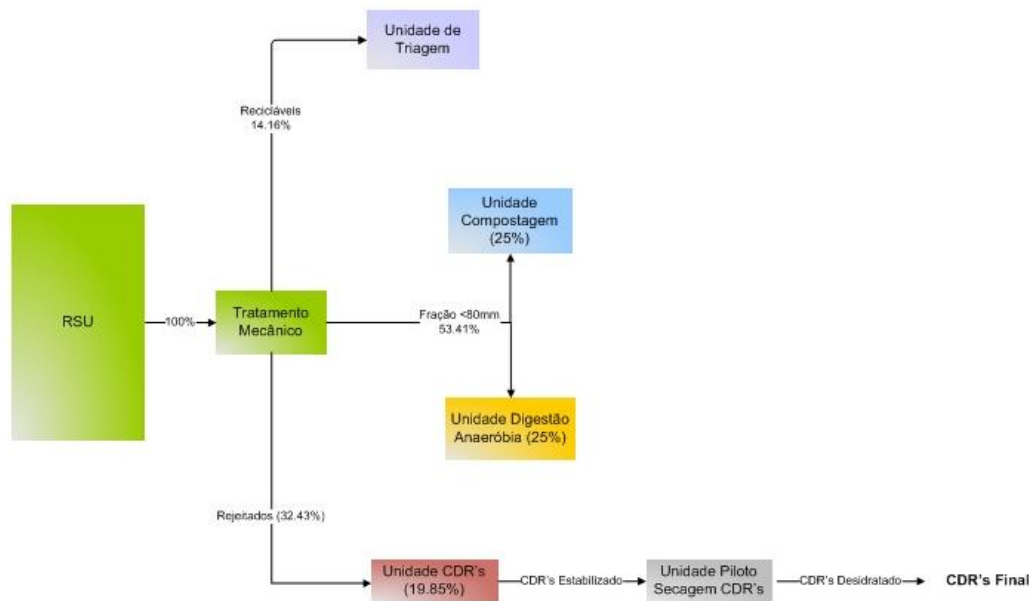 Unidade de
Triagem
Recicláveis
14.16%
Unidade
Compostagem
(25%)
RSU
100%
Tratamento
Mecânico
Fração <80mm
53.41%
Unidade Digestão
Anaeróbia (25%)
Rejeitados (32.43%)
Unidade CDR's
(19.85%)
CDR's Estabilizado
Unidade Piloto
Secagem CDR's
CDR's Desidratado
CDR's Final